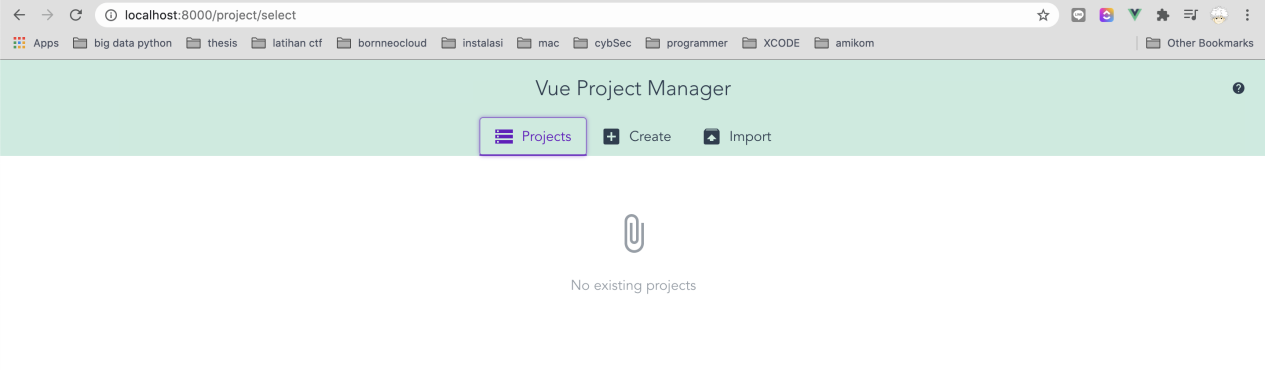 localhost:8000/project/select
Apps big data python thesis latihan ctf bornneocloud instalasi mac cybSec programmer XCODE amikom Other Bookmarks
Vue Project Manager
Projects Create Import
No existing projects